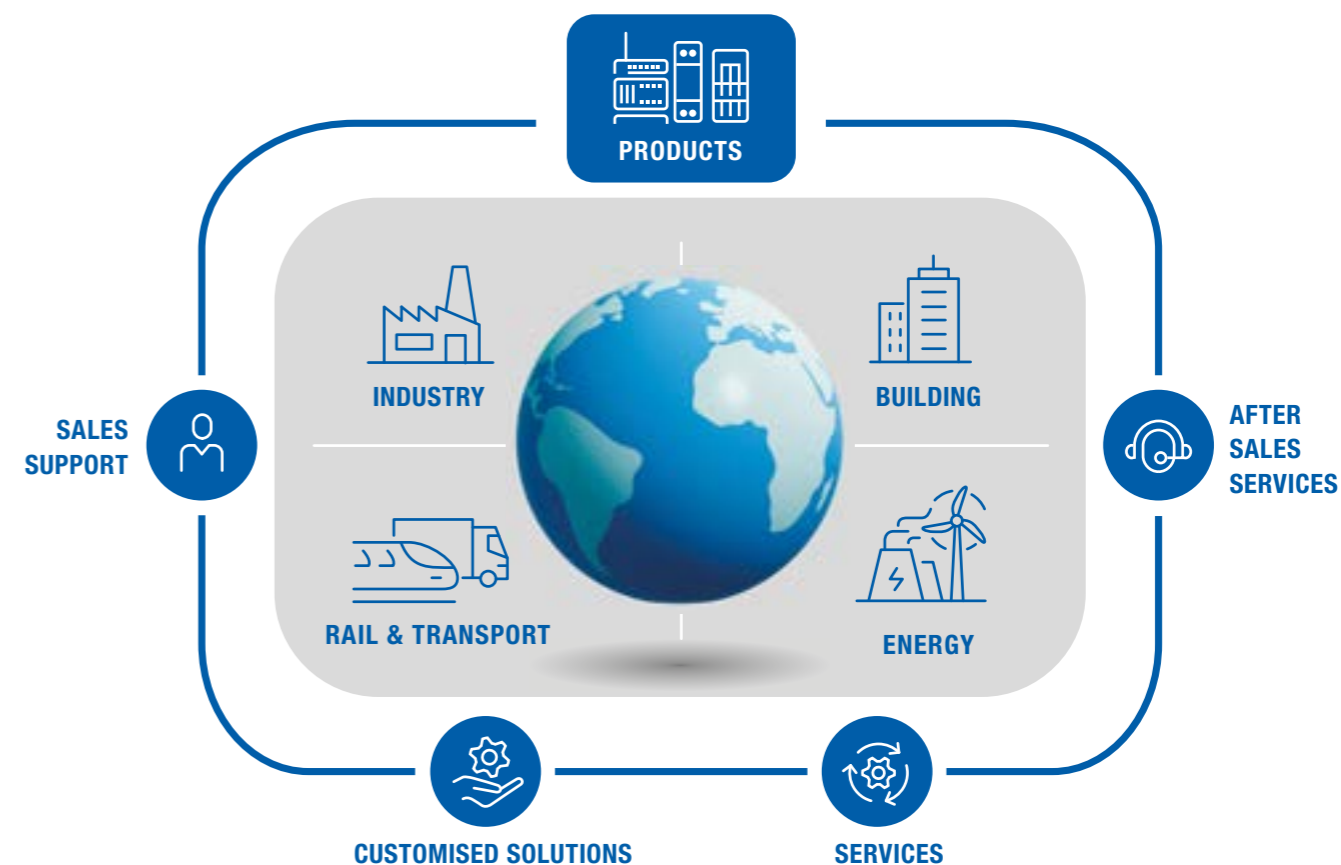 PRODUCTS
INDUSTRY
BUILDING
SALES
SUPPORT
AFTER
SALES
SERVICES
RAIL & TRANSPORT
ENERGY
CUSTOMISED SOLUTIONS
SERVICES